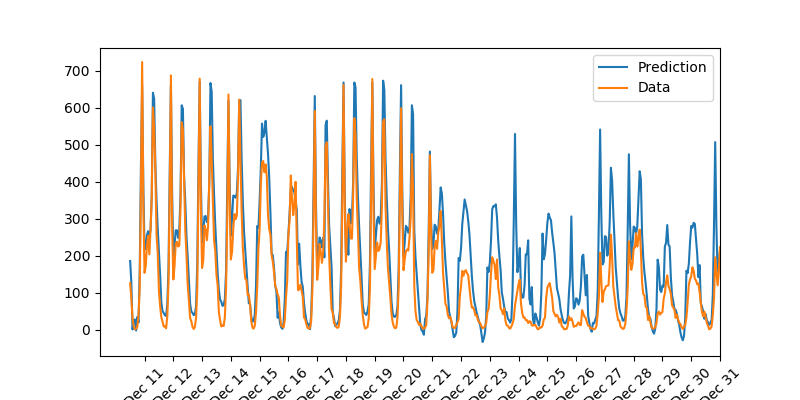 Prediction
Data
700
600
500
400
300
200
100
0
Dec 11
Dec 12
Dec 13
Dec 14
Dec 15
Dec 16
Dec 17
Dec 18
Dec 19
Dec 20
Dec 21
Dec 22
Dec 23
Dec 24
Dec 25
Dec 26
Dec 27
Dec 28
Dec 29
Dec 30
Dec 31